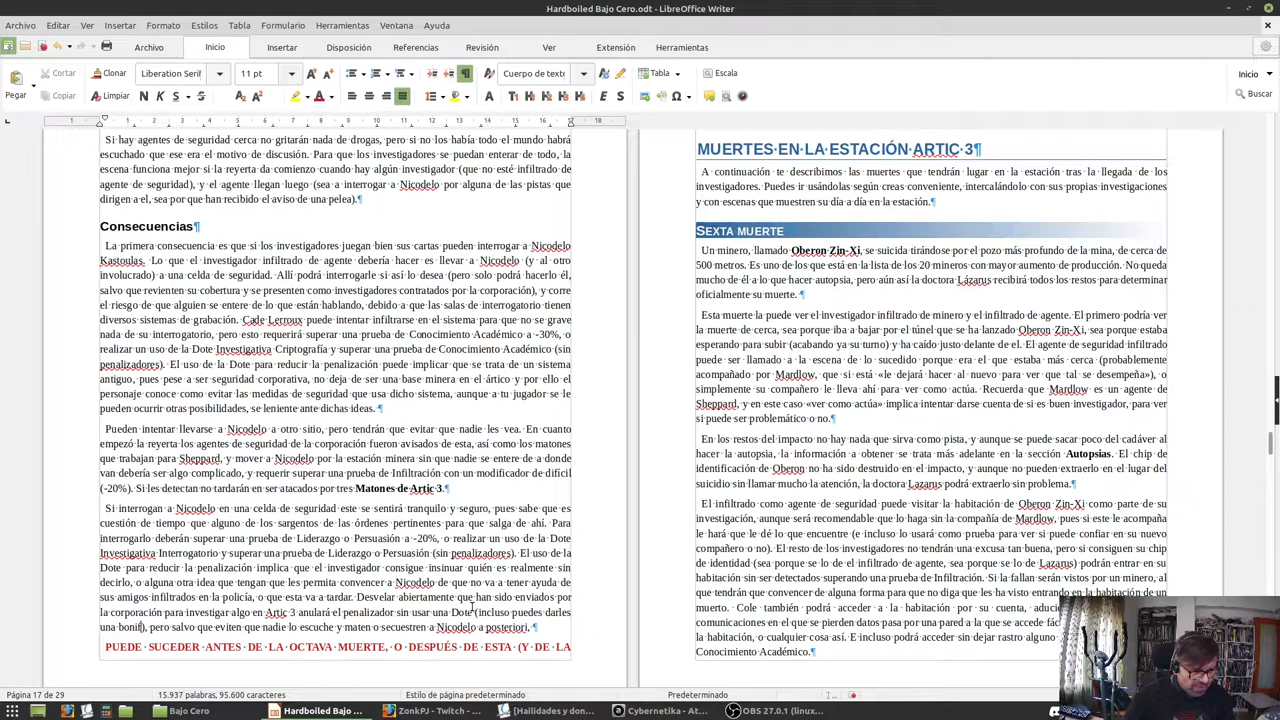 Hardboiled Bajo Cero.odt - LibreOffice Writer
Archivo Editar Ver Insertar Formato Estilos Tabla Formulario Herramientas Ventana Ayuda
Archivo Inicio Insertar Disposición Referencias Revisión Ver Extensión Herramientas
Cortar Clonar Liberation Serif 11 pt Cuerpo de texto Tabla Escala Inicio
Pegar Copiar Limpiar Buscar
Si hay agentes de seguridad cerca no gritarán nada de drogas, pero si no los había todo el mundo habrá
escuchado que ese era el motivo de discusión. Para que los investigadores se puedan enterar de todo, la
escena funciona mejor si la reyerta da comienzo cuando hay algún investigador (que no esté infiltrado de
agente de seguridad), y el agente llegan luego (sea a interrogar a Nicodelo por alguna de las pistas que
dirigen a el, sea por que han recibido el aviso de una pelea).¶
Consecuencias¶
La primera consecuencia es que si los investigadores juegan bien sus cartas pueden interrogar a Nicodelo
Kastoulas. Lo que el investigador infiltrado de agente debería hacer es llevar a Nicodelo (y al otro
involucrado) a una celda de seguridad. Allí podrá interrogarle si así lo desea (pero solo podrá hacerlo él,
salvo que revienten su cobertura y se presenten como investigadores contratados por la corporación), y corre
el riesgo de que alguien se entere de lo que están hablando, debido a que las salas de interrogatorio tienen
diversos sistemas de grabación. Cade Lerroux puede intentar infiltrarse en el sistema para que no se grave
nada de su interrogatorio, pero esto requerirá superar una prueba de Conocimiento Académico a -30%, o
realizar un uso de la Dote Investigativa Criptografía y superar una prueba de Conocimiento Académico (sin
penalizadores). El uso de la Dote para reducir la penalización puede implicar que se trata de un sistema
antiguo, pues pese a ser seguridad corporativa, no deja de ser una base minera en el ártico y por ello el
personaje conoce como evitar las medidas de seguridad que usa dicho sistema, aunque a tu jugador se le
pueden ocurrir otras posibilidades, se leniente ante dichas ideas. ¶
Pueden intentar llevarse a Nicodelo a otro sitio, pero tendrán que evitar que nadie les vea. En cuanto
empezó la reyerta los agentes de seguridad de la corporación fueron avisados de esta, así como los matones
que trabajan para Sheppard, y mover a Nicodelo por la estación minera sin que nadie se entere de a donde
van debería ser algo complicado, y requerir superar una prueba de Infiltración con un modificador de difícil
(-20%). Si les detectan no tardarán en ser atacados por tres Matones de Artic 3.¶
Si interrogan a Nicodelo en una celda de seguridad este se sentirá tranquilo y seguro, pues sabe que es
cuestión de tiempo que alguno de los sargentos de las órdenes pertinentes para que salga de ahí. Para
interrogarlo deberán superar una prueba de Liderazgo o Persuasión a -20%, o realizar un uso de la Dote
Investigativa Interrogatorio y superar una prueba de Liderazgo o Persuasión (sin penalizadores). El uso de la
Dote para reducir la penalización implica que el investigador consigue insinuar quién es realmente sin
decirlo, o alguna otra idea que tengan que les permita convencer a Nicodelo de que no va a tener ayuda de
sus amigos infiltrados en la policía, o que esta va a tardar. Desvelar abiertamente que han sido enviados por
la corporación para investigar algo en Artic 3 anulará el penalizador sin usar una Dote (incluso puedes darles
una bonif), pero salvo que eviten que nadie lo escuche y maten o secuestren a Nicodelo a posteriori, ¶
PUEDE SUCEDER ANTES DE LA OCTAVA MUERTE, O DESPUÉS DE ESTA (Y DE LA
MUERTES EN LA ESTACIÓN ARTIC 3¶
A continuación te describimos las muertes que tendrán lugar en la estación tras la llegada de los
investigadores. Puedes ir usándolas según creas conveniente, intercalándolo con sus propias investigaciones
y con escenas que muestren su día a día en la estación.¶
SEXTA MUERTE
Un minero, llamado Oberon Zin-Xi, se suicida tirándose por el pozo más profundo de la mina, de cerca de
500 metros. Es uno de los que está en la lista de los 20 mineros con mayor aumento de producción. No queda
mucho de él a lo que hacer autopsia, pero aún así la doctora Lázarus recibirá todos los restos para determinar
oficialmente su muerte. ¶
Esta muerte la puede ver el investigador infiltrado de minero y el infiltrado de agente. El primero podría ver
la muerte de cerca, sea porque iba a bajar por el túnel que se ha lanzado Oberon Zin-Xi, sea porque estaba
esperando para subir (acabando ya su turno) y ha caído justo delante de el. El agente de seguridad infiltrado
puede ser llamado a la escena de lo sucedido porque era el que estaba más cerca (probablemente
acompañado por Mardlow, que si está «le dejará hacer al nuevo para ver que tal se desempeña»), o
simplemente su compañero le lleva ahí para ver como actúa. Recuerda que Mardlow es un agente de
Sheppard, y en este caso «ver como actúa» implica intentar darse cuenta de si es buen investigador, para ver
si puede ser problemático o no.¶
En los restos del impacto no hay nada que sirva como pista, y aunque se puede sacar poco del cadáver al
hacer la autopsia, la información a obtener se trata más adelante en la sección Autopsias. El chip de
identificación de Oberon no ha sido destruido en el impacto, y aunque no pueden extraerlo en el lugar del
suicidio sin llamar mucho la atención, la doctora Lazarus podrá extraerlo sin problema.¶
El infiltrado como agente de seguridad puede visitar la habitación de Oberon Zin-Xi como parte de su
investigación, aunque será recomendable que lo haga sin la compañía de Mardow, pues si este le acompaña
le hará que le dé lo que encuentre (e incluso lo usará como prueba para ver si puede confiar en su nuevo
compañero o no). El resto de los investigadores no tendrán una excusa tan buena, pero si consiguen su chip
de identidad (sea porque se lo de el infiltrado de agente, sea porque se lo de Lazarus) podrán entrar en su
habitación sin ser detectados superando una prueba de Infiltración. Si la fallan serán vistos por un minero, al
que tendrán que convencer de alguna forma para que no diga que les ha visto entrando en la habitación
muerto. Cole también podrá acceder a la habitación por su cuenta,
comunicaciones en el que se pierden datos pasa por una pared a la que se accede
la habitación, o cualquier cosa así. E incluso podrá acceder sin dejar rastro
Conocimiento Académico.¶
Página 17 de 29 15.937 palabras, 95.600 caracteres Estilo de página predeterminado Predeterminado
Bajo Cero Hardboiled Bajo ... ZonkPJ - Twitch - ... [Hailidades y don... Cybernetika - At... OBS 27.0.1 (linux...